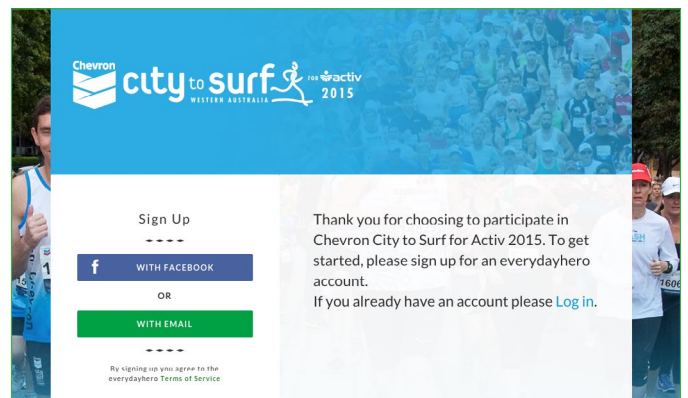 Chevron
city to surf FOR activ
WESTERN AUSTRALIA
2015
Sign Up
WITH FACEBOOK
OR
WITH EMAIL
By signing up you agree to the
everydayhero Terms of Service
Thank you for choosing to participate in
Chevron City to Surf for Activ 2015. To get
started, please sign up for an everydayhero
account.
If you already have an account please Log in.
1606